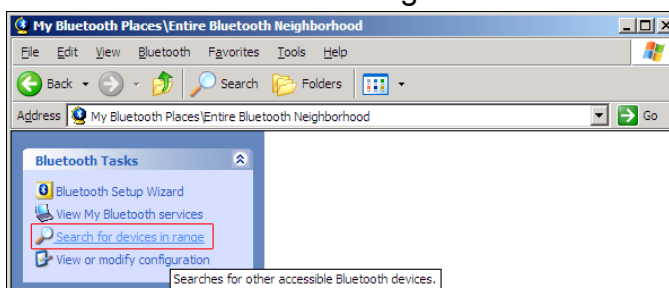 My Bluetooth Places\Entire Bluetooth Neighborhood
File Edit View Bluetooth Favorites Tools Help
Back Search Folders
Address My Bluetooth Places\Entire Bluetooth Neighborhood Go
Bluetooth Tasks
Bluetooth Setup Wizard
View My Bluetooth services
Search for devices in range
View or modify configuration
Searches for other accessible Bluetooth devices.